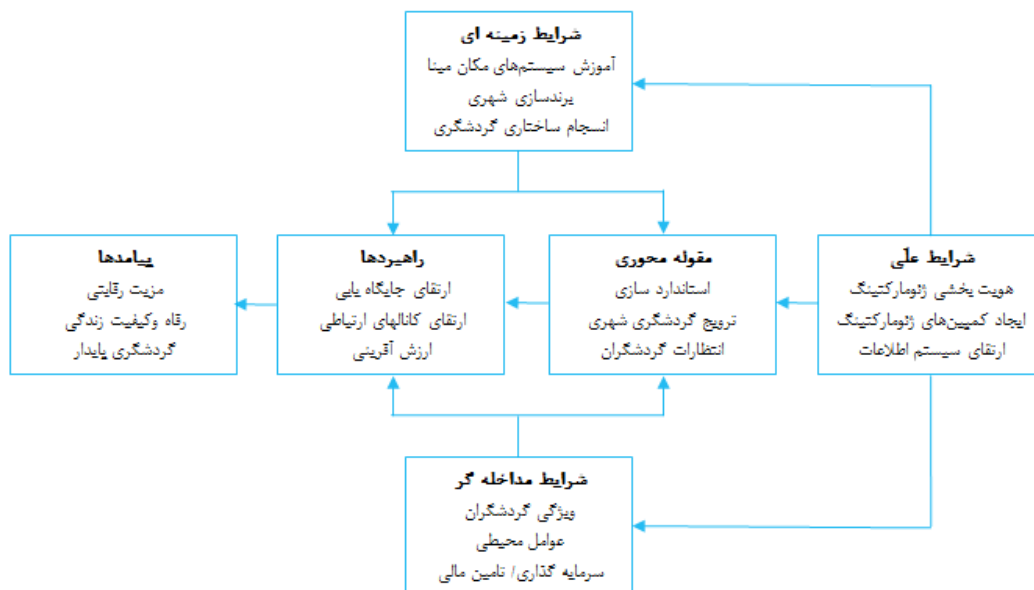 شرایط زمینه ای
آموزش سیستم‌های مکان مینا
برندسازی شهری
انسجام ساختاری گردشگری
شرایط علّی
هویت بخشی ژئومارکتینگ
ایجاد کمپین‌های ژئومارکتینگ
ارتقای سیستم اطلاعات
مقوله محوری
استاندارد سازی
ترویج گردشگری شهری
انتظارات گردشگران
راهبردها
ارتقای جایگاه یابی
ارتقای کانالهای ارتباطی
ارزش آفرینی
پیامدها
مزیت رقابتی
رفاه وکیفیت زندگی
گردشگری پایدار
شرایط مداخله گر
ویژگی گردشگران
عوامل محیطی
سرمایه گذاری/ تامین مالی